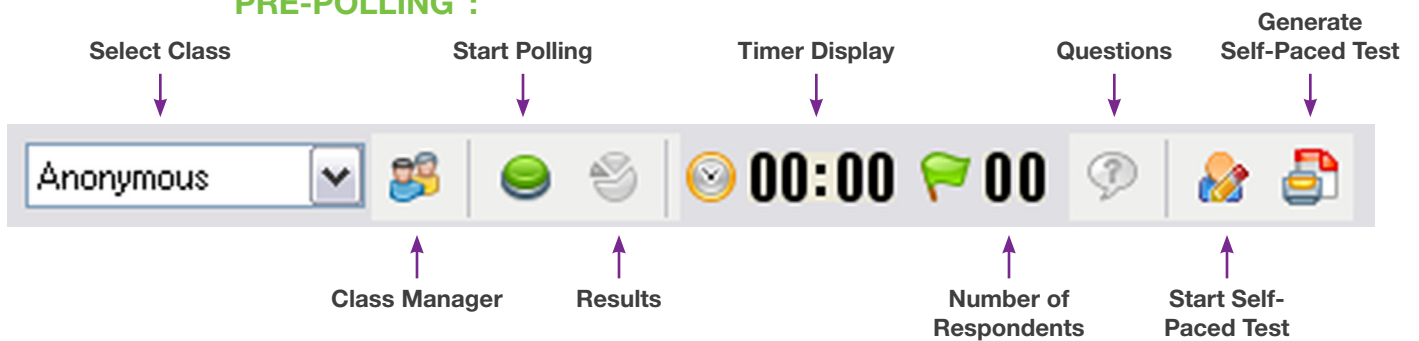 PRE-POLLING":
Generate
Select Class Start Polling Timer Display Questions Self-Paced Test
Anonymous 00:00 00 ?
Class Manager Results Number of Start Self-
Respondents Paced Test